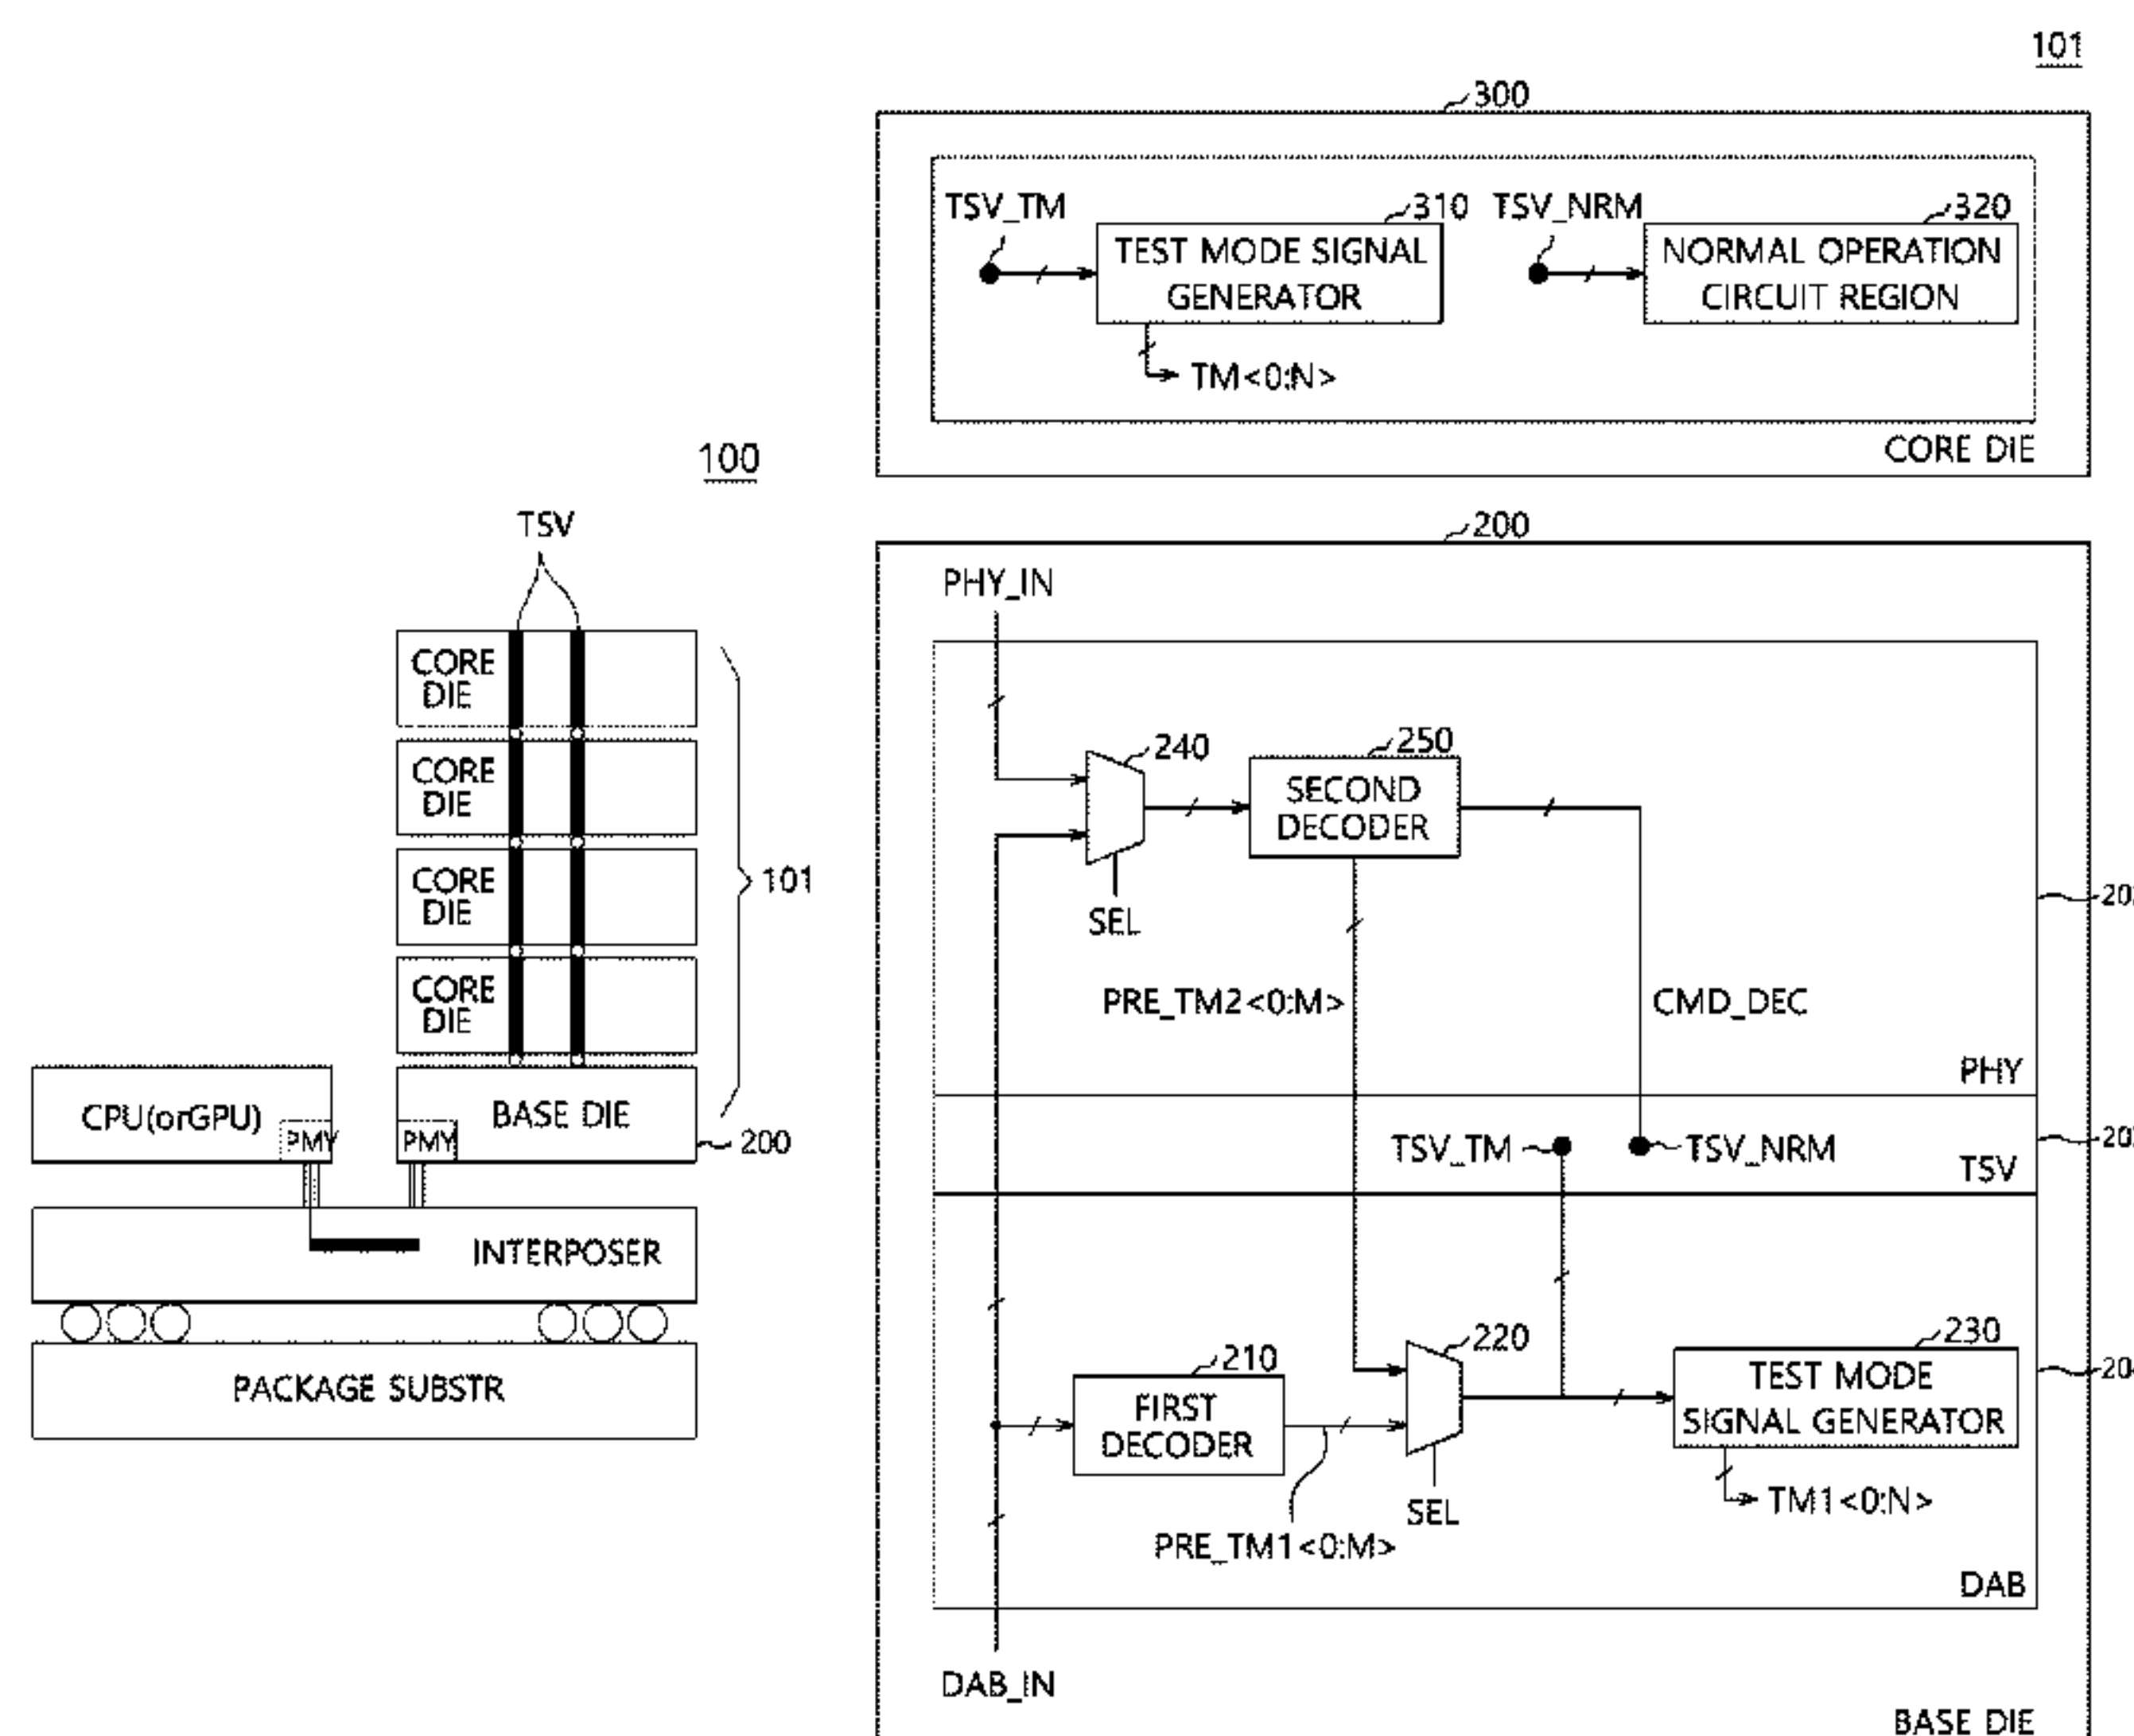 100
TSV
CORE
DIE
CORE
DIE
CORE
DIE
CORE
DIE
101
CPU(orGPU)
PMY
PMY
BASE DIE
200
INTERPOSER
PACKAGE SUBSTR
101
300
TSV_TM
310
TSV_NRM
320
TEST MODE SIGNAL
GENERATOR
NORMAL OPERATION
CIRCUIT REGION
TM<0:N>
CORE DIE
200
PHY_IN
240
250
SECOND
DECODER
SEL
PRE_TM2<0:M>
CMD_DEC
PHY
TSV_TM
TSV_NRM
TSV
210
220
230
FIRST
DECODER
TEST MODE
SIGNAL GENERATOR
SEL
TM1<0:N>
PRE_TM1<0:M>
DAB
DAB_IN
BASE DIE